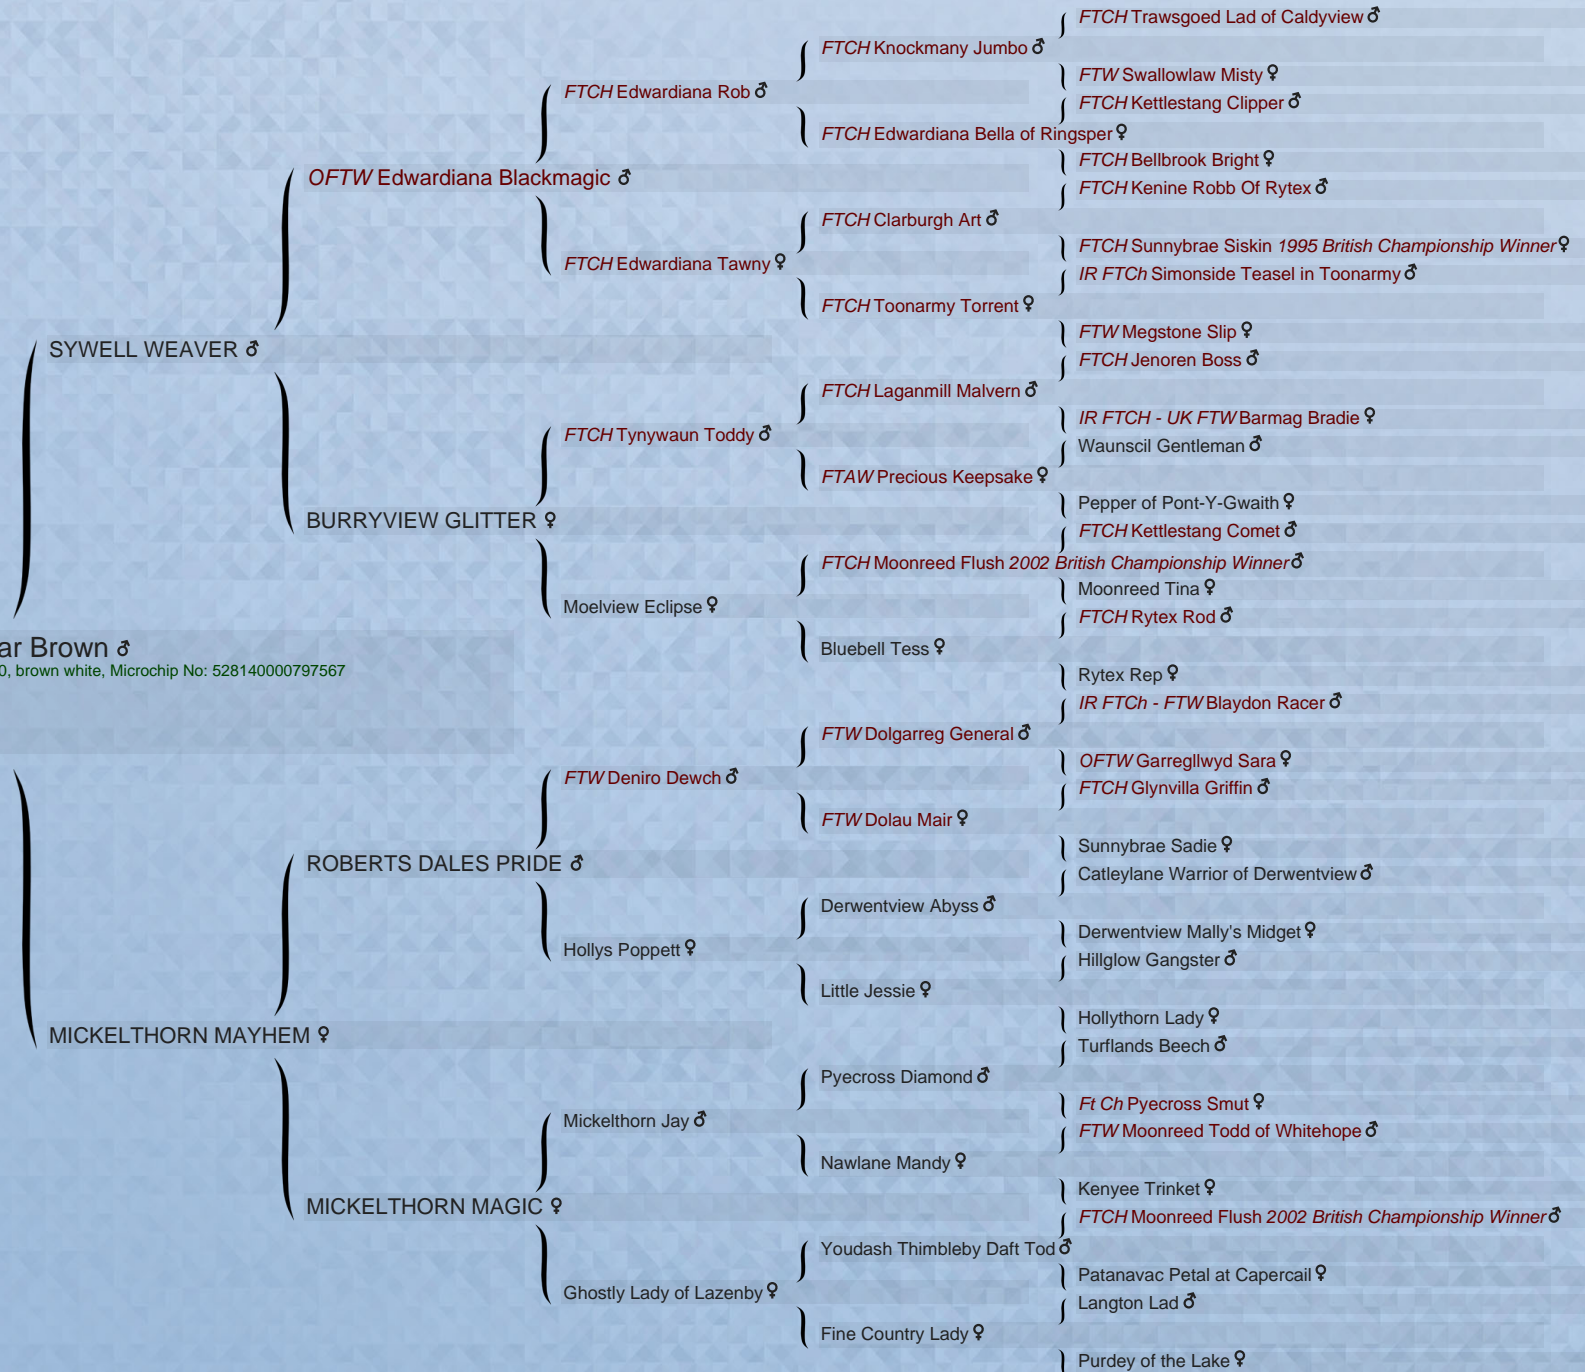 FTCH Trawsgoed Lad of Caldyview ♂
FTCH Knockmany Jumbo ♂
FTW Swallowlaw Misty ♀
FTCH Edwardiana Rob ♂
FTCH Kettlestang Clipper ♂
FTCH Edwardiana Bella of Ringsper ♀
FTCH Bellbrook Bright ♀
OFTW Edwardiana Blackmagic ♂
FTCH Kenine Robb Of Rytex ♂
FTCH Clarburgh Art ♂
FTCH Sunnybrae Siskin 1995 British Championship Winner ♀
FTCH Edwardiana Tawny ♀
IR FTCh Simonside Teasel in Toonarmy ♂
FTCH Toonarmy Torrent ♀
FTW Megstone Slip ♀
SYWELL WEAVER ♂
FTCH Jenoren Boss ♂
FTCH Laganmill Malvern ♂
IR FTCH - UK FTW Barmag Bradie ♀
FTCH Tynywaun Toddy ♂
Waunscil Gentleman ♂
FTAW Precious Keepsake ♀
Pepper of Pont-Y-Gwaith ♀
BURRYVIEW GLITTER ♀
FTCH Kettlestang Comet ♂
FTCH Moonreed Flush 2002 British Championship Winner ♂
Moonreed Tina ♀
Moelview Eclipse ♀
FTCH Rytex Rod ♂
Bluebell Tess ♀
ar Brown ♂
0, brown white, Microchip No: 528140000797567
Rytex Rep ♀
IR FTCh - FTW Blaydon Racer ♂
FTW Dolgarreg General ♂
OFTW Garregllwyd Sara ♀
FTW Deniro Dewch ♂
FTCH Glynvilla Griffin ♂
FTW Dolau Mair ♀
Sunnybrae Sadie ♀
ROBERTS DALES PRIDE ♂
Catleylane Warrior of Derwentview ♂
Derwentview Abyss ♂
Derwentview Mally's Midget ♀
Hollys Poppett ♀
Hillglow Gangster ♂
Little Jessie ♀
Hollythorn Lady ♀
MICKELTHORN MAYHEM ♀
Turflands Beech ♂
Pyecross Diamond ♂
Ft Ch Pyecross Smut ♀
Mickelthorn Jay ♂
FTW Moonreed Todd of Whitehope ♂
Nawlane Mandy ♀
Kenyee Trinket ♀
MICKELTHORN MAGIC ♀
FTCH Moonreed Flush 2002 British Championship Winner ♂
Youdash Thimbleby Daft Tod ♂
Patanavac Petal at Capercail ♀
Ghostly Lady of Lazenby ♀
Langton Lad ♂
Fine Country Lady ♀
Purdey of the Lake ♀